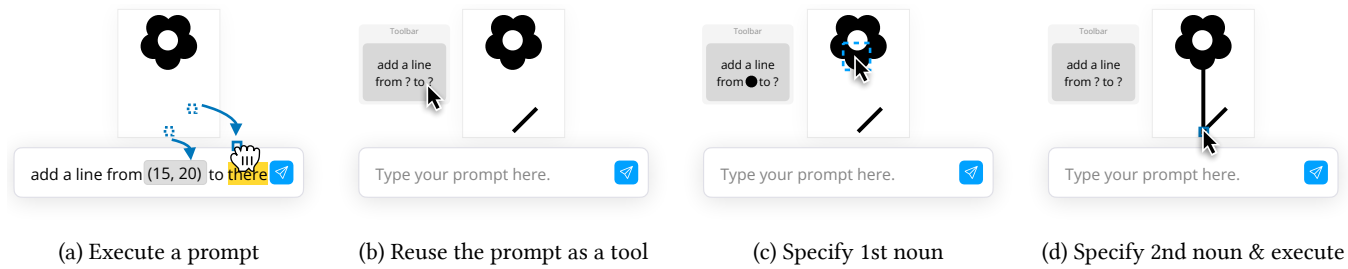 add a line from (15, 20) to there
(a) Execute a prompt
Toolbar
add a line
from ? to ?
Type your prompt here.
(b) Reuse the prompt as a tool
Toolbar
add a line
from to ?
Type your prompt here.
(c) Specify 1st noun
Toolbar
add a line
from ? to ?
Type your prompt here.
(d) Specify 2nd noun & execute